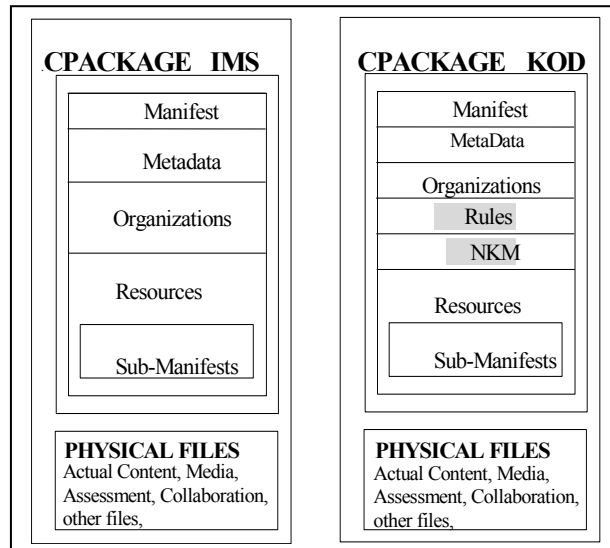 .CPACKAGE IMS
Manifest
Metadata
Organizations
Resources
Sub-Manifests
PHYSICAL FILES
Actual Content, Media,
Assessment, Collaboration,
other files,
CPACKAGE KOD
Manifest
MetaData
Organizations
Rules
NKM
Resources
Sub-Manifests
PHYSICAL FILES
Actual Content, Media,
Assessment, Collaboration,
other files,